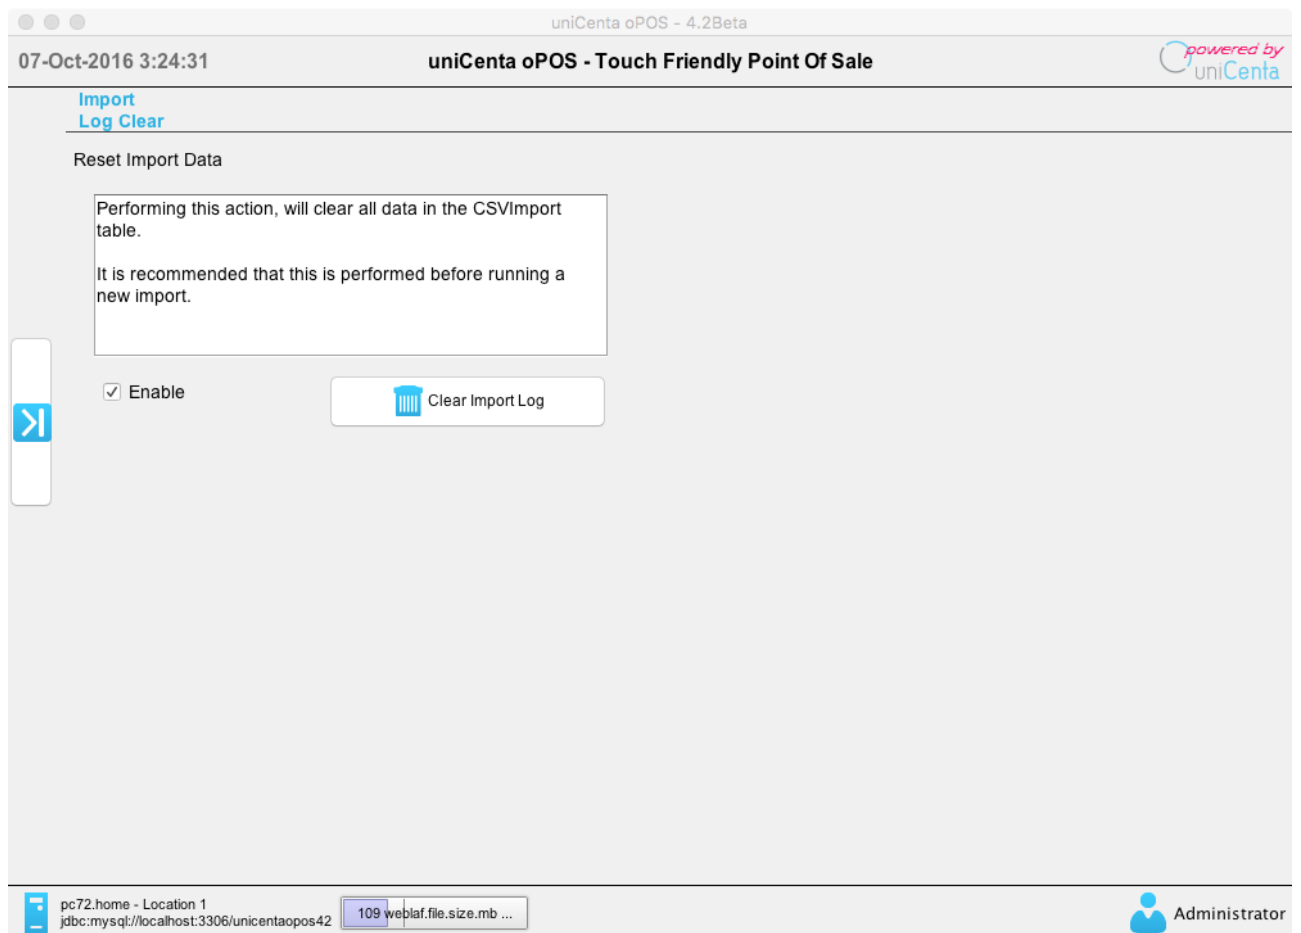 uniCenta oPOS - 4.2Beta
07-Oct-2016 3:24:31
uniCenta oPOS - Touch Friendly Point Of Sale
powered by
uniCenta
Import
Log Clear
Reset Import Data
Performing this action, will clear all data in the CSVImport
table.
It is recommended that this is performed before running a
new import.
Enable
Clear Import Log
pc72.home - Location 1
jdbc:mysql://localhost:3306/unicentaopos42
109 weblaf.file.size.mb ...
Administrator